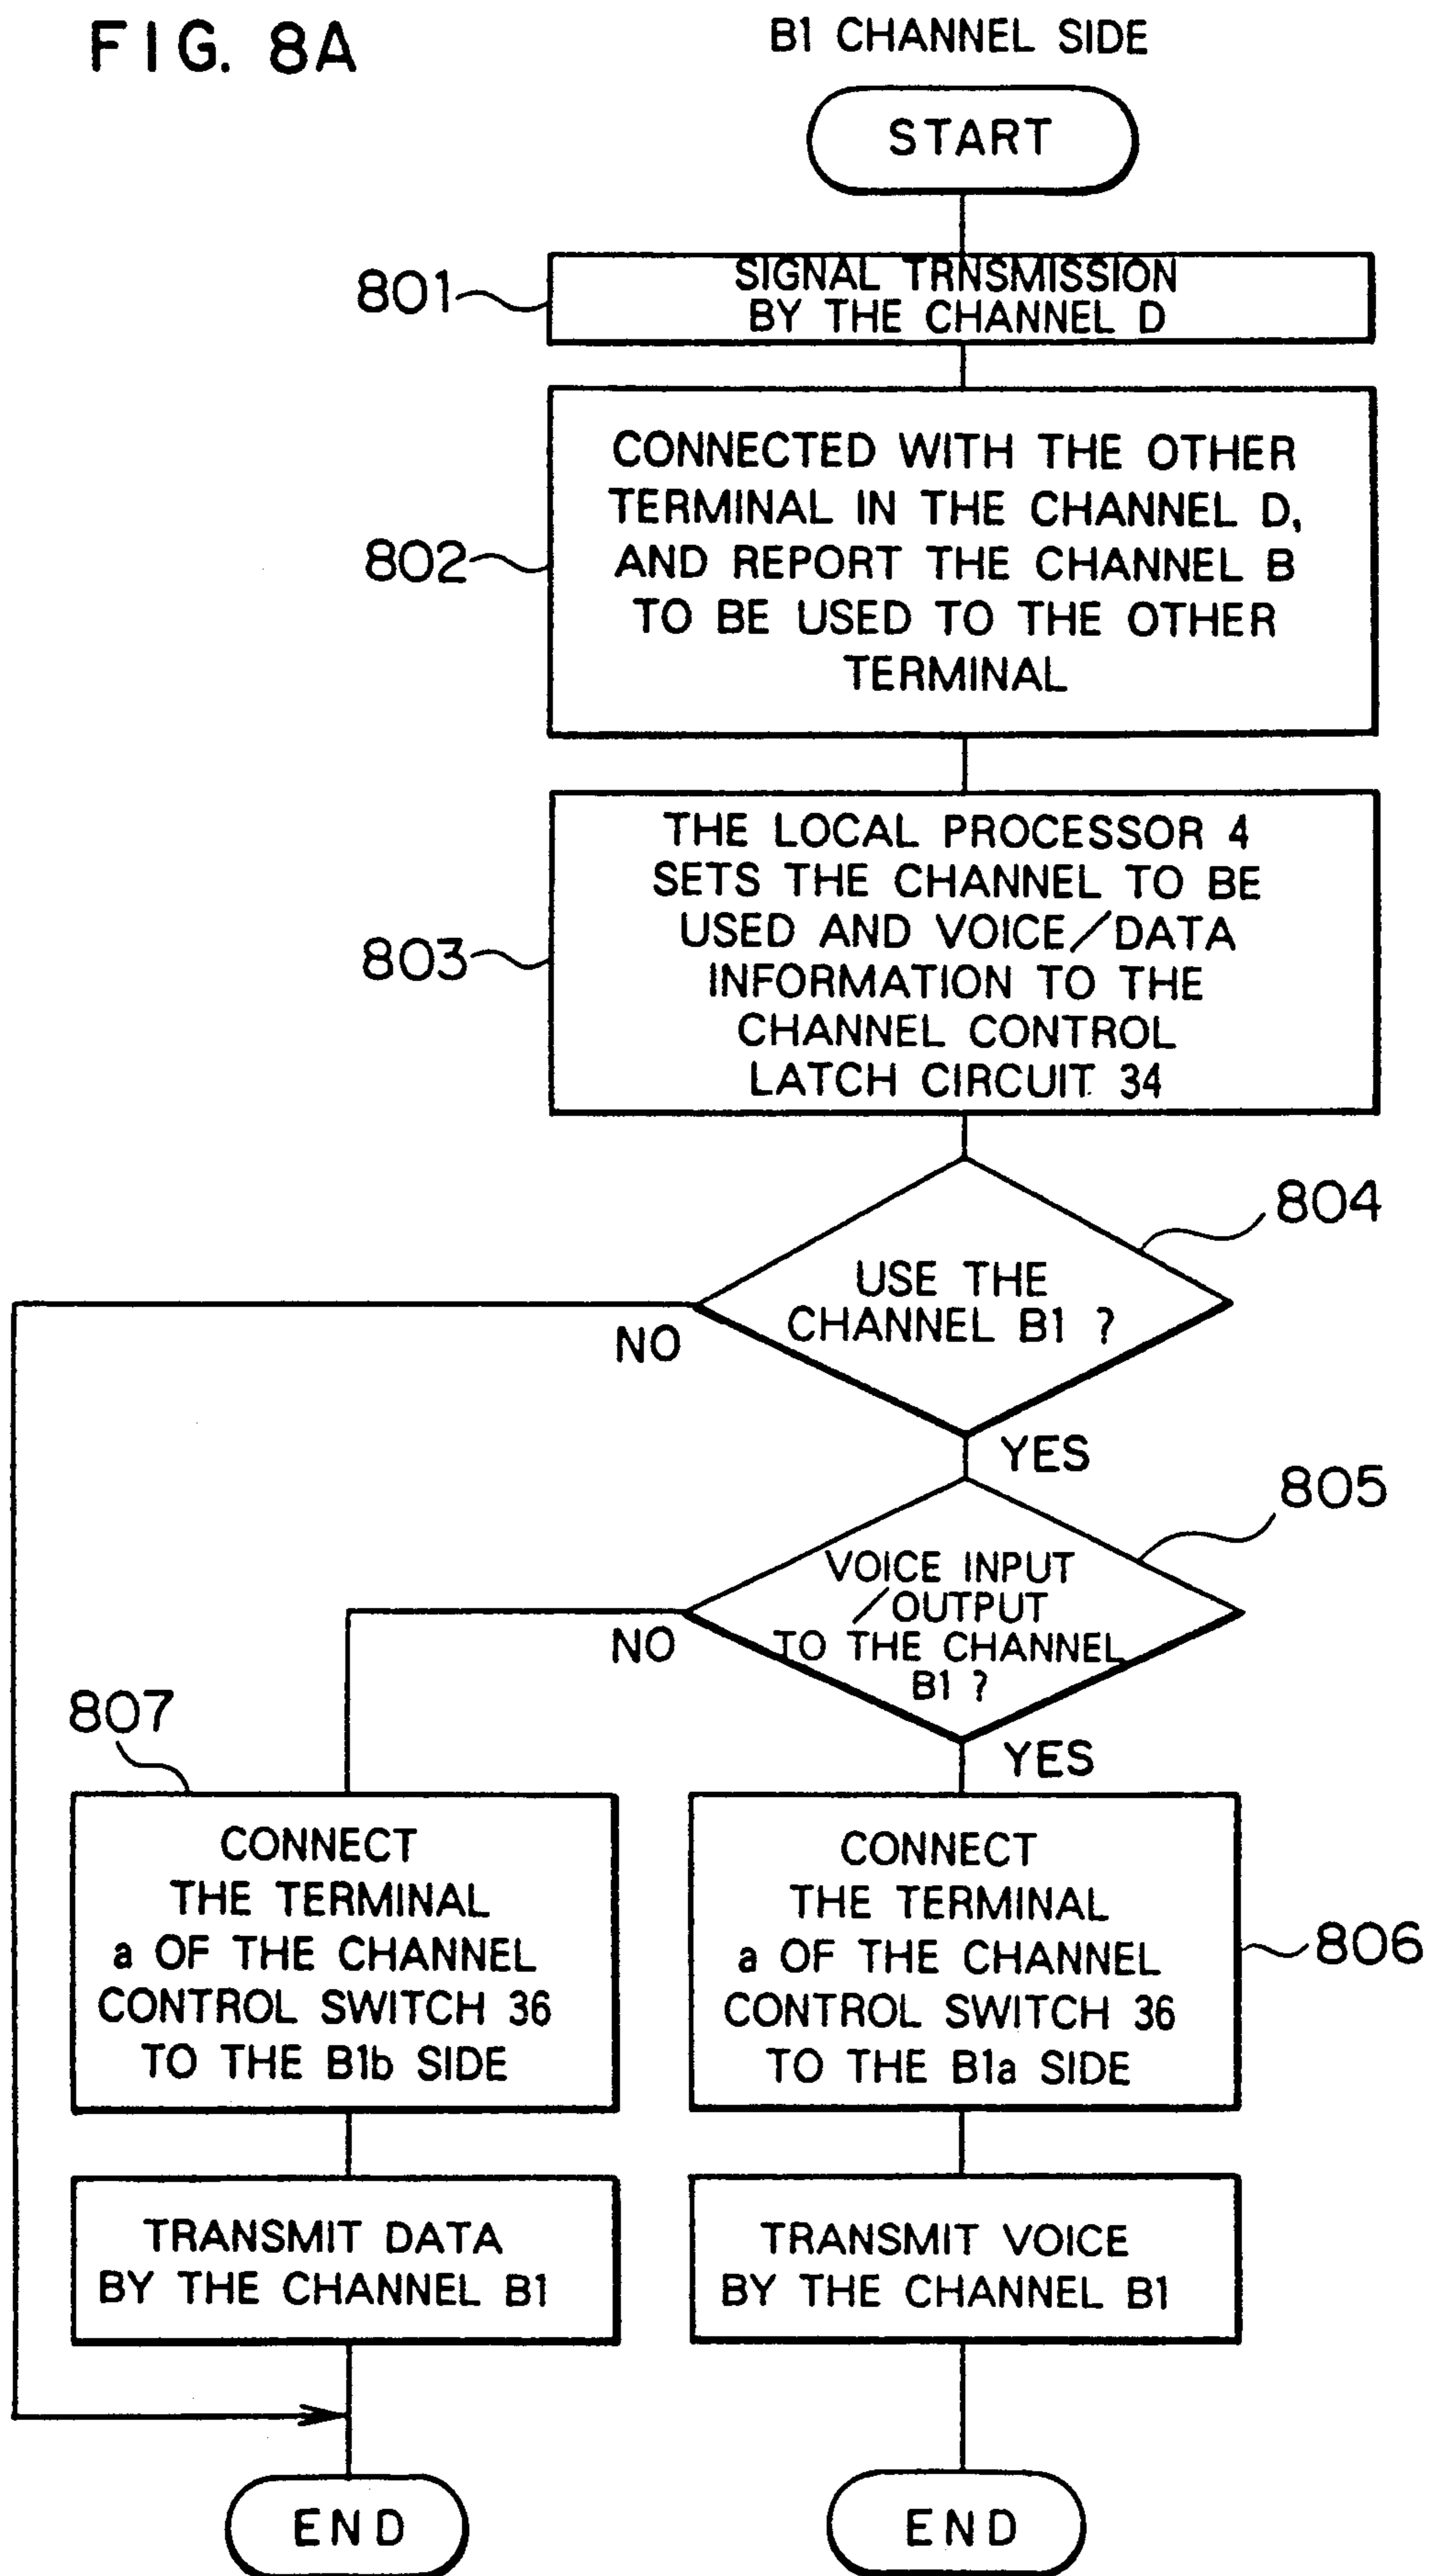 FIG. 8A
B1 CHANNEL SIDE
START
801
SIGNAL TRNSMISSION
BY THE CHANNEL D
802
CONNECTED WITH THE OTHER
TERMINAL IN THE CHANNEL D,
AND REPORT THE CHANNEL B
TO BE USED TO THE OTHER
TERMINAL
803
THE LOCAL PROCESSOR 4
SETS THE CHANNEL TO BE
USED AND VOICE/DATA
INFORMATION TO THE
CHANNEL CONTROL
LATCH CIRCUIT 34
804
USE THE
CHANNEL B1 ?
NO
YES
805
VOICE INPUT
/OUTPUT
TO THE CHANNEL
B1 ?
NO
YES
807
CONNECT
THE TERMINAL
a OF THE CHANNEL
CONTROL SWITCH 36
TO THE B1b SIDE
CONNECT
THE TERMINAL
a OF THE CHANNEL
CONTROL SWITCH 36
TO THE B1a SIDE
806
TRANSMIT DATA
BY THE CHANNEL B1
TRANSMIT VOICE
BY THE CHANNEL B1
END
END